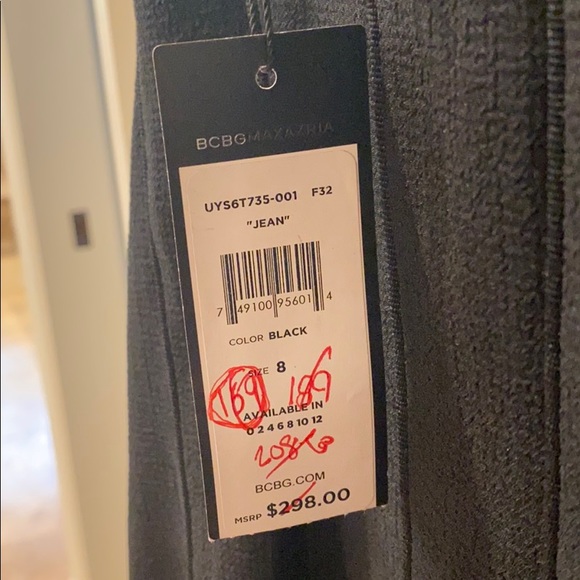 BCBGMAXAZRIA
UYS6T735-001 F32
"JEAN"
7 49100 95601 4
COLOR BLACK
SIZE 8
169 189
AVAILABLE IN
0 2 4 6 8 10 12
BCBG.COM
MSRP $298.00